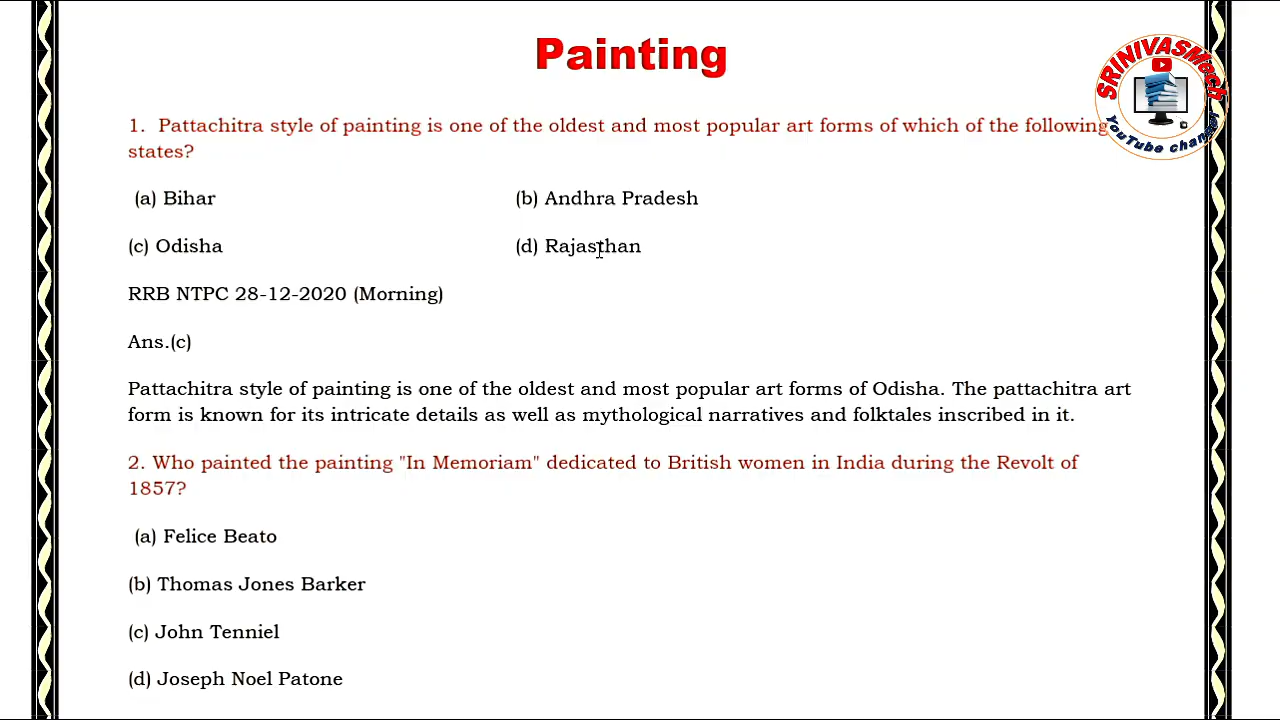 Painting
SRINIVASMech
YouTube channel
1. Pattachitra style of painting is one of the oldest and most popular art forms of which of the following
states?
(a) Bihar (b) Andhra Pradesh
(c) Odisha (d) Rajasthan
RRB NTPC 28-12-2020 (Morning)
Ans.(c)
Pattachitra style of painting is one of the oldest and most popular art forms of Odisha. The pattachitra art
form is known for its intricate details as well as mythological narratives and folktales inscribed in it.
2. Who painted the painting "In Memoriam" dedicated to British women in India during the Revolt of
1857?
(a) Felice Beato
(b) Thomas Jones Barker
(c) John Tenniel
(d) Joseph Noel Patone